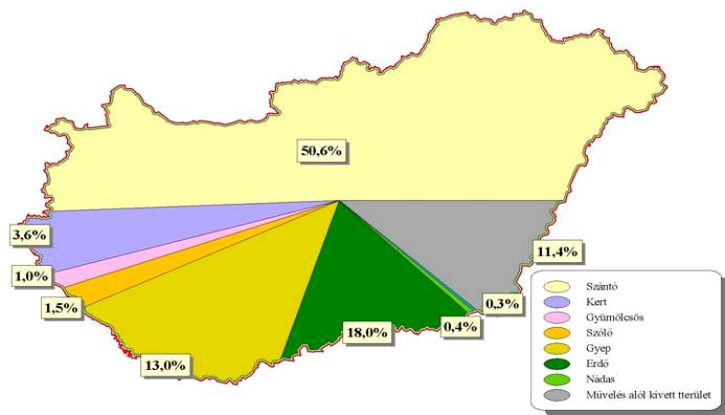 50,6%
3,6%
1,0%
1,5%
13,0%
18,0%
0,4%
0,3%
11,4%
Szántó
Kert
Gyümölcsös
Szőlő
Gyep
Erdő
Nádas
Művelés alól kivett tterület